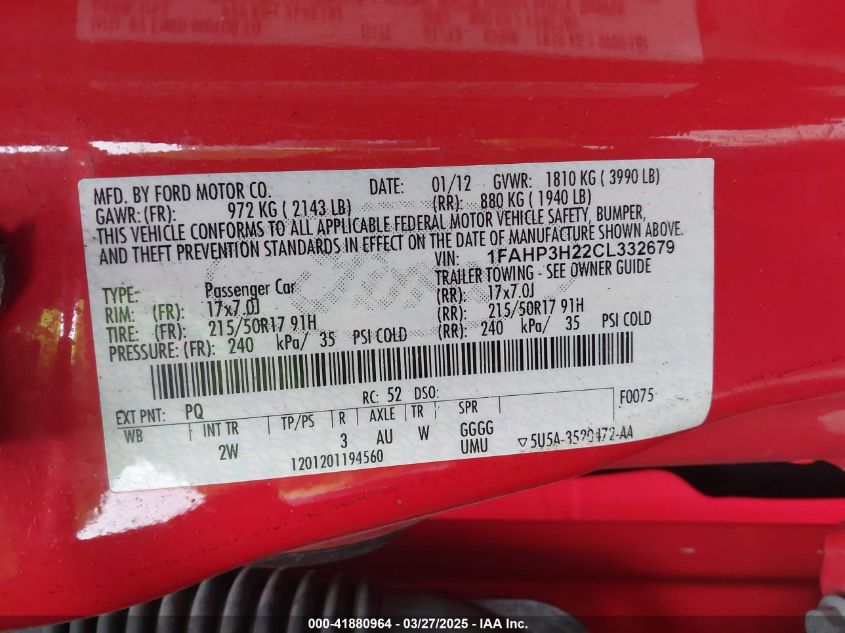 MFD. BY FORD MOTOR CO. DATE: 01/12 GVWR: 1810 KG ( 3990 LB)
GAWR: (FR): 972 KG ( 2143 LB) (RR): 880 KG ( 1940 LB)
THIS VEHICLE CONFORMS TO ALL APPLICABLE FEDERAL MOTOR VEHICLE SAFETY, BUMPER,
AND THEFT PREVENTION STANDARDS IN EFFECT ON THE DATE OF MANUFACTURE SHOWN ABOVE.
VIN: 1FAHP3H22CL332679
TRAILER TOWING - SEE OWNER GUIDE
TYPE: Passenger Car
RIM: (FR): 17x7.0J (RR): 17x7.0J
TIRE: (FR): 215/50R17 91H (RR): 215/50R17 91H
PRESSURE: (FR): 240 kPa/ 35 PSI COLD (RR): 240 kPa/ 35 PSI COLD
RC: 52 DSO: F0075
EXT PNT: PQ
WB INT TR TP/PS R AXLE TR SPR
2W 3 AU W GGGG
UMU
1201201194560 ▽5U5A-3520472-AA
000-41880964 - 03/27/2025 - IAA Inc.